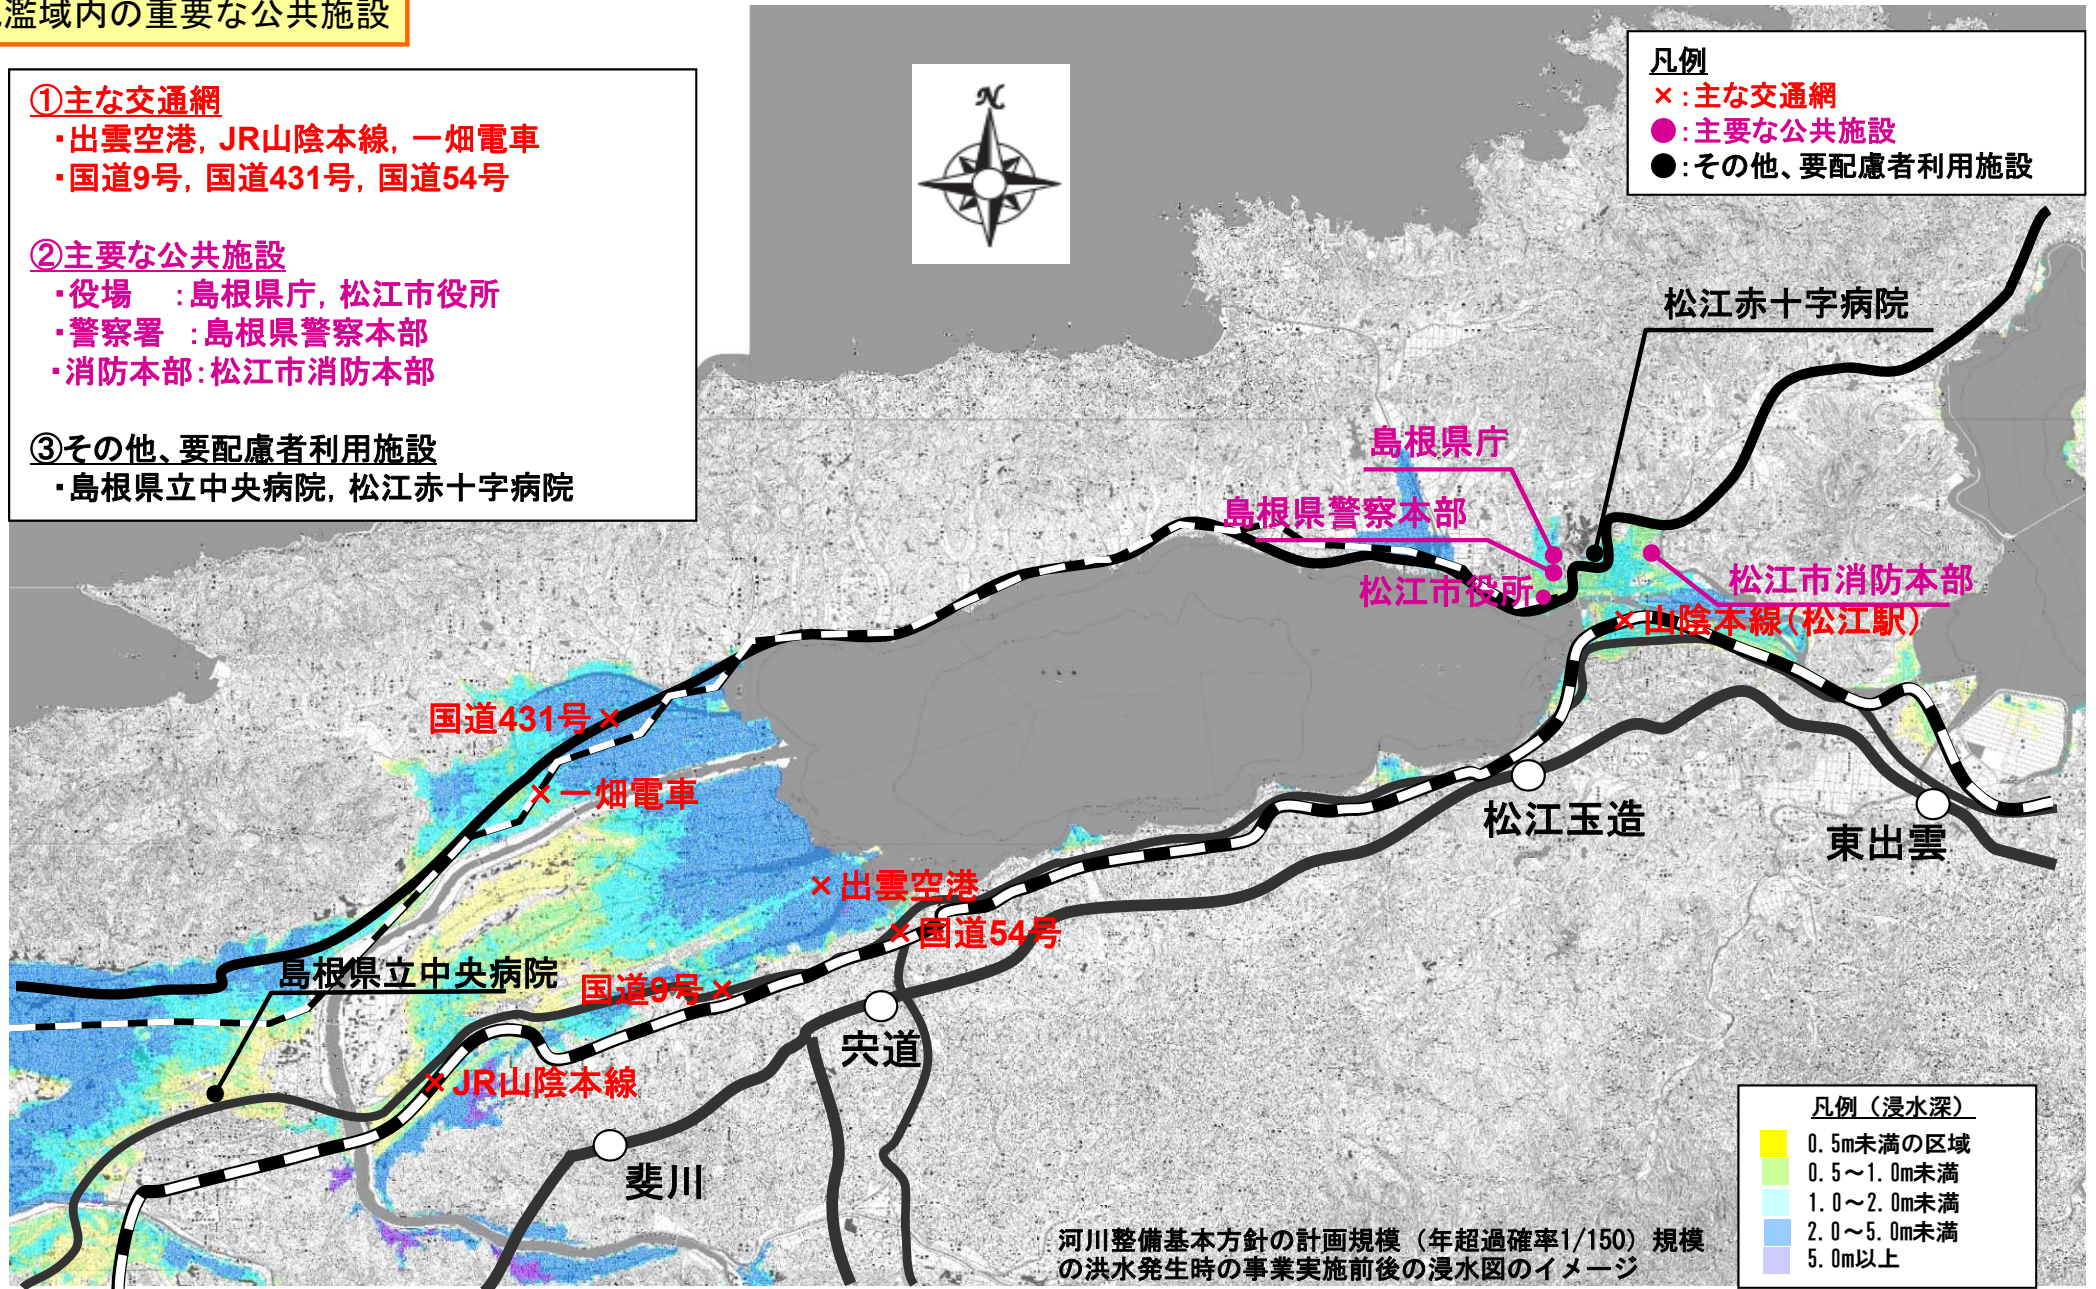 濫域内の重要な公共施設
①主な交通網
・出雲空港, JR山陰本線, 一畑電車
・国道9号, 国道431号, 国道54号
②主要な公共施設
・役場 :島根県庁, 松江市役所
・警察署 :島根県警察本部
・消防本部:松江市消防本部
③その他、要配慮者利用施設
・島根県立中央病院, 松江赤十字病院
N
凡例
×:主な交通網
●:主要な公共施設
●:その他、要配慮者利用施設
松江赤十字病院
島根県庁
島根県警察本部
松江市役所
松江市消防本部
×山陰本線(松江駅)
国道431号×
×一畑電車
松江玉造
東出雲
×出雲空港
×国道54号
島根県立中央病院
国道9号×
宍道
×JR山陰本線
斐川
河川整備基本方針の計画規模（年超過確率1/150）規模
の洪水発生時の事業実施前後の浸水図のイメージ
凡例（浸水深）
0.5m未満の区域
0.5～1.0m未満
1.0～2.0m未満
2.0～5.0m未満
5.0m以上